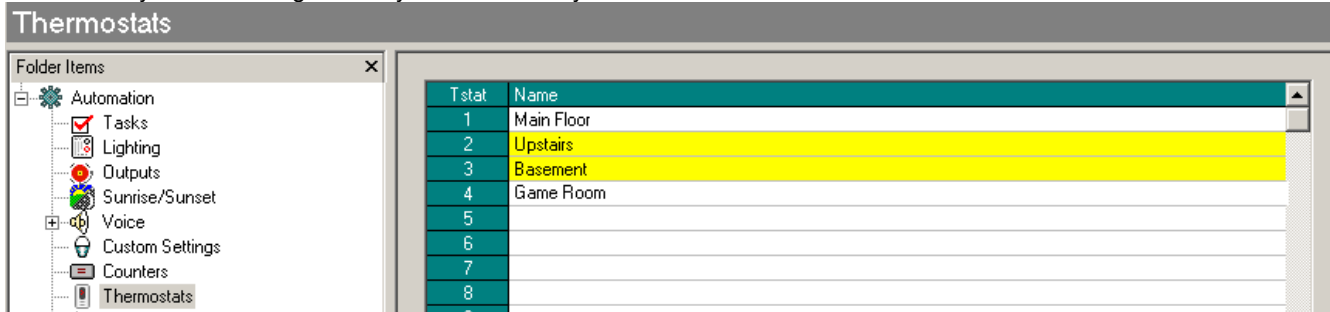 Thermostats
Folder Items
Automation
Tasks
Lighting
Outputs
Sunrise/Sunset
Voice
Custom Settings
Counters
Thermostats
Tstat Name
1 Main Floor
2 Upstairs
3 Basement
4 Game Room
5
6
7
8